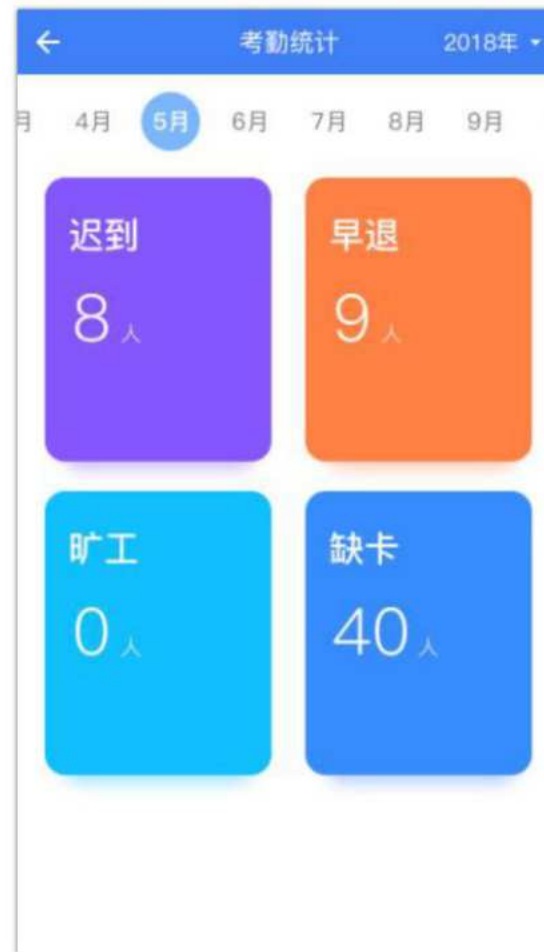 考勤统计 2018年
月 4月 5月 6月 7月 8月 9月
迟到 早退
8人 9人
旷工 缺卡
0人 40人